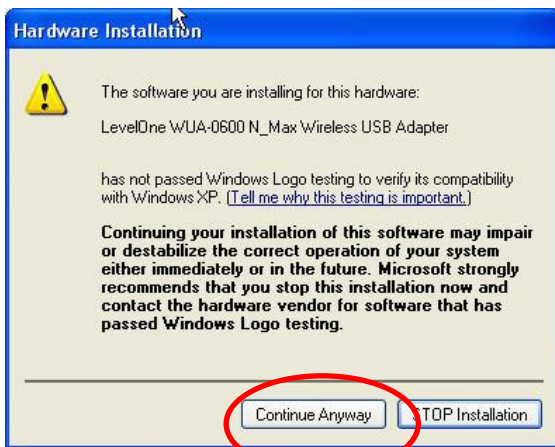 Hardware Installation
The software you are installing for this hardware:
LevelOne WUA-0600 N_Max Wireless USB Adapter
has not passed Windows Logo testing to verify its compatibility
with Windows XP. (Tell me why this testing is important.)
Continuing your installation of this software may impair
or destabilize the correct operation of your system
either immediately or in the future. Microsoft strongly
recommends that you stop this installation now and
contact the hardware vendor for software that has
passed Windows Logo testing.
Continue Anyway
STOP Installation